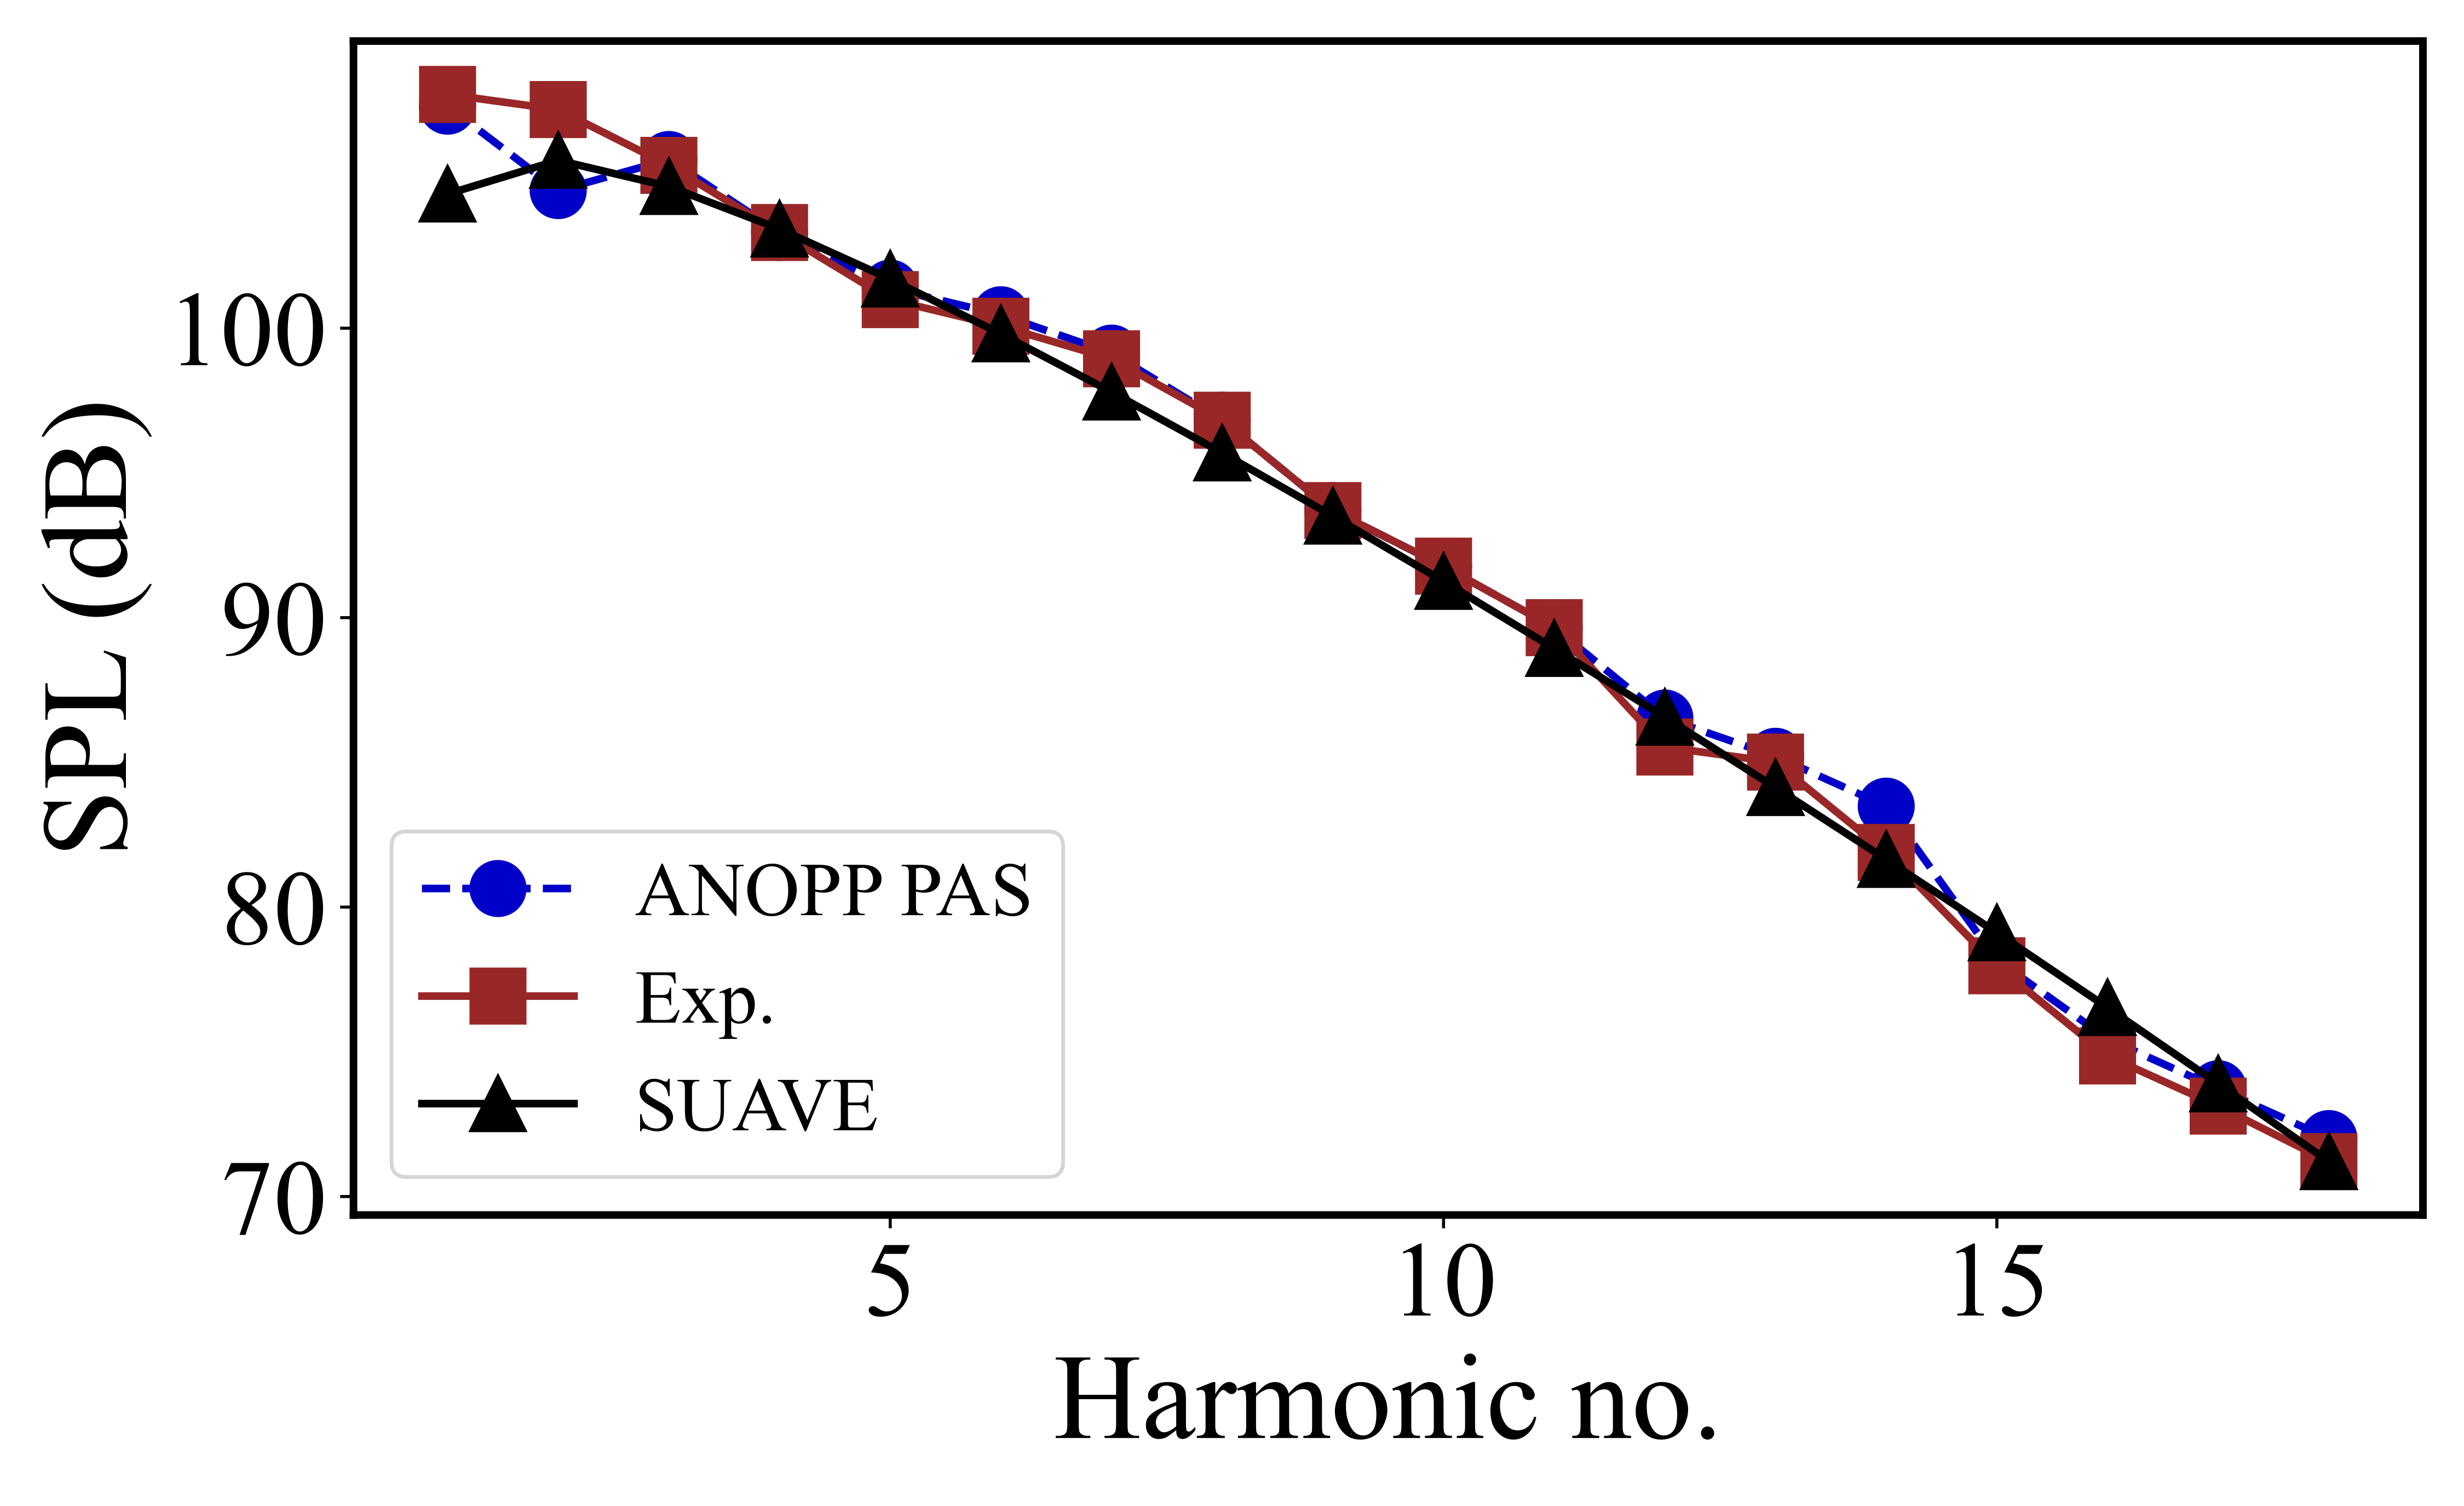 SPL (dB)
100
90
80
70
ANOPP PAS
Exp.
SUAVE
5 10 15
Harmonic no.